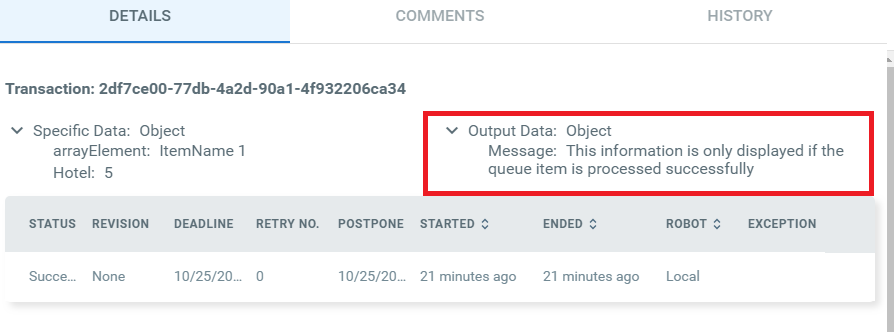 DETAILS COMMENTS HISTORY
Transaction: 2df7ce00-77db-4a2d-90a1-4f932206ca34
Specific Data: Object
arrayElement: ItemName 1
Hotel: 5
Output Data: Object
Message: This information is only displayed if the
queue item is processed successfully
STATUS REVISION DEADLINE RETRY NO. POSTPONE STARTED ENDED ROBOT EXCEPTION
Succe... None 10/25/20... 0 10/25/20... 21 minutes ago 21 minutes ago Local